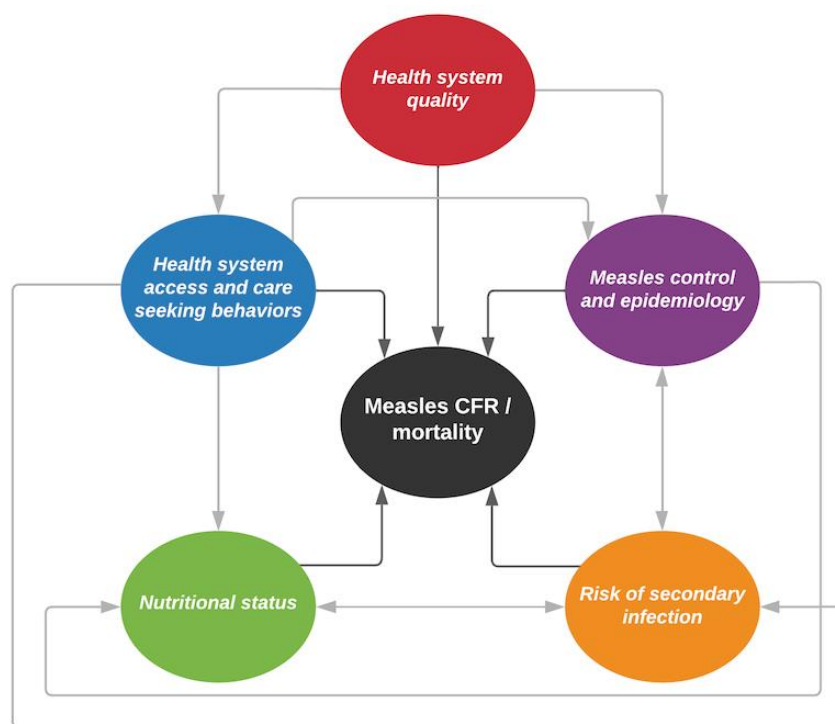 Health system
quality
Health system
access and care
seeking behaviors
Measles control
and epidemiology
Measles CFR /
mortality
Nutritional status
Risk of secondary
infection